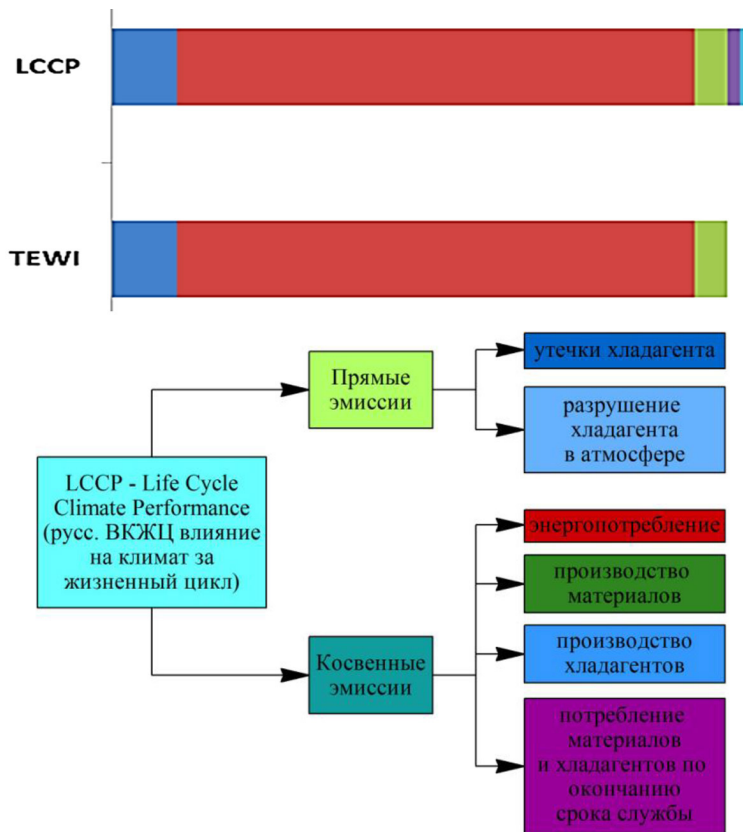 LCCP
TEWI
Прямые
эмиссии
утечки хладагента
разрушение
хладагента
в атмосфере
LCCP - Life Cycle
Climate Performance
(русс. ВКЖЦ влияние
на климат за
жизненный цикл)
Косвенные
эмиссии
энергопотребление
производство
материалов
производство
хладагентов
потребление
материалов
и хладагентов по
окончанию
срока службы